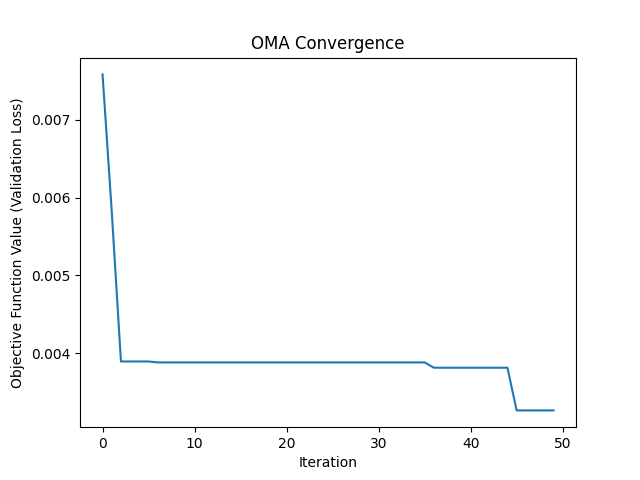 OMA Convergence
Objective Function Value (Validation Loss)
0.007
0.006
0.005
0.004
0 10 20 30 40 50
Iteration